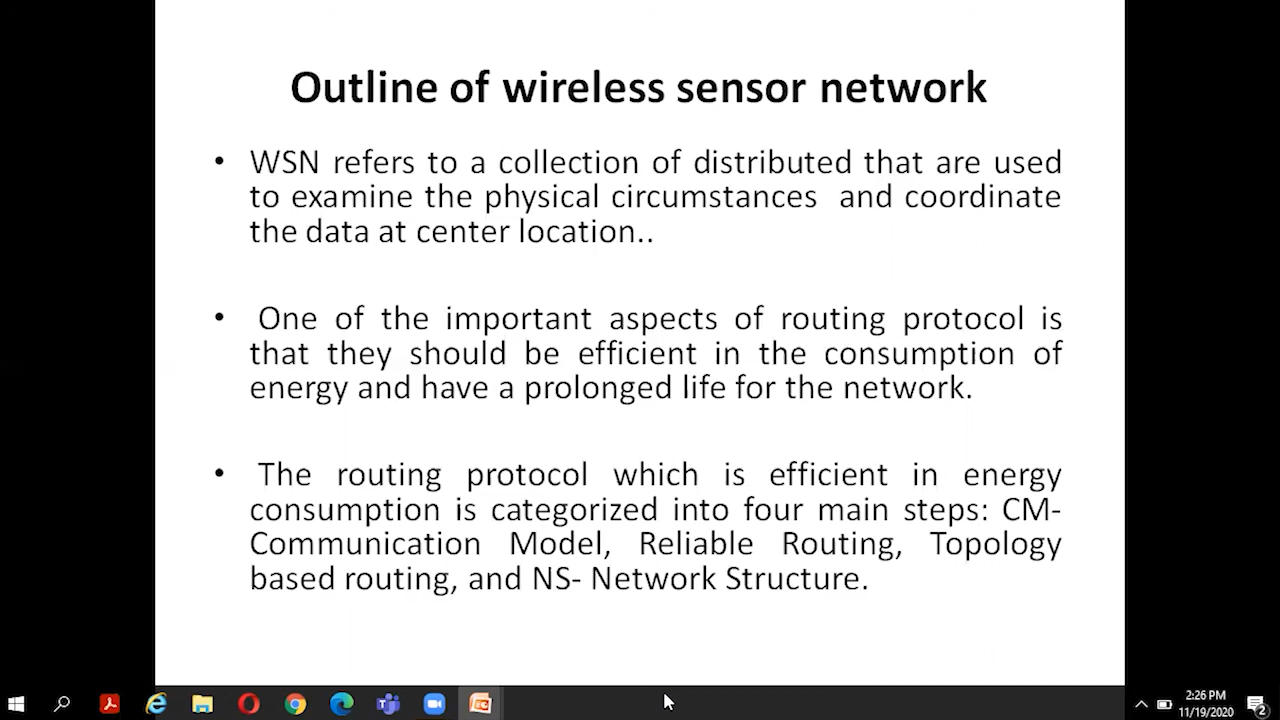 Outline of wireless sensor network
• WSN refers to a collection of distributed that are used
to examine the physical circumstances  and coordinate
the data at center location..
• One of the important aspects of routing protocol is
that they should be efficient in the consumption of
energy and have a prolonged life for the network.
• The routing protocol which is efficient in energy
consumption is categorized into four main steps: CM-
Communication Model, Reliable Routing, Topology
based routing, and NS- Network Structure.
2:26 PM
11/19/2020
2